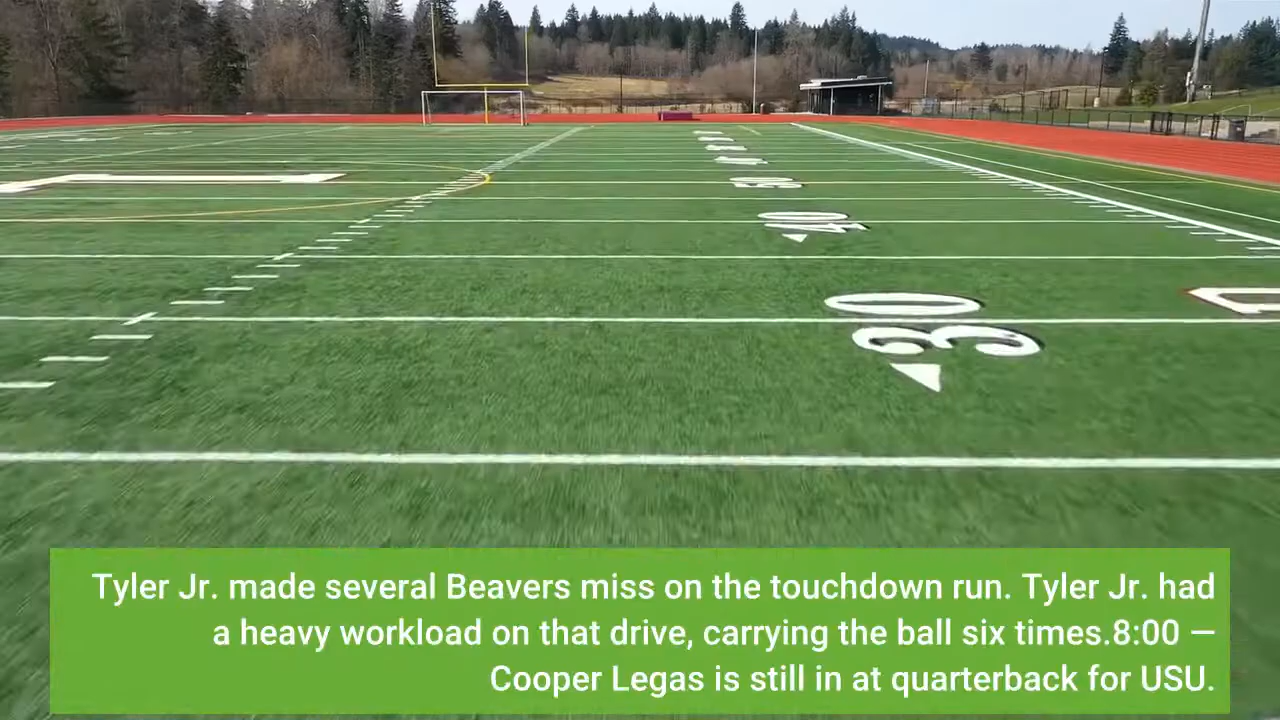 40
30
Tyler Jr. made several Beavers miss on the touchdown run. Tyler Jr. had
a heavy workload on that drive, carrying the ball six times.8:00 —
Cooper Legas is still in at quarterback for USU.